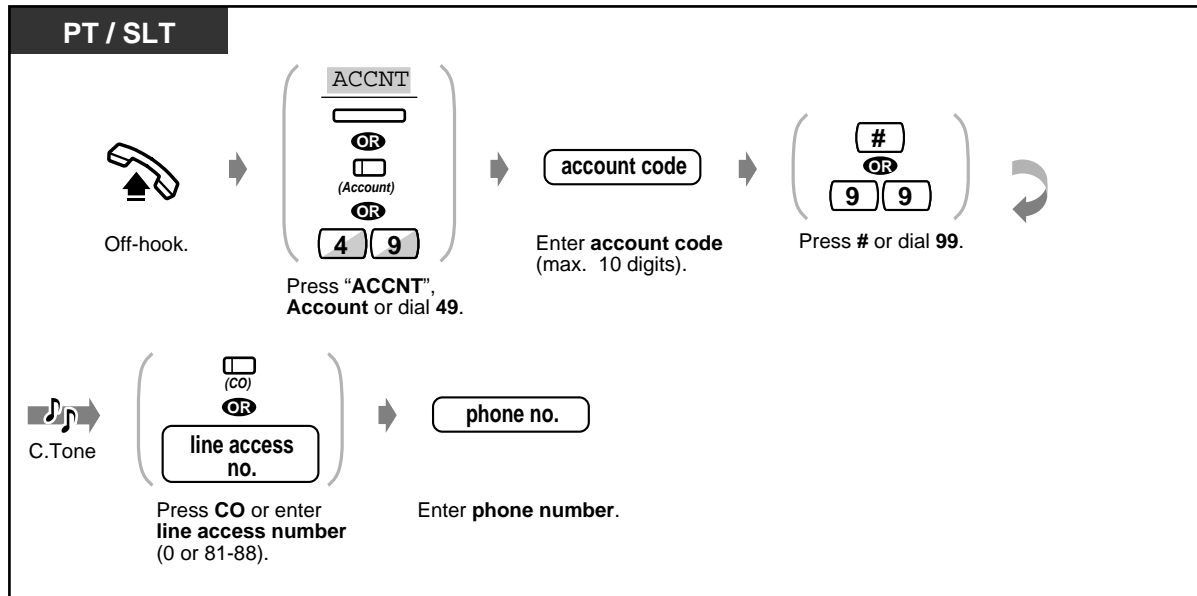 PT / SLT
ACCNT
OR
(Account)
OR
4 9
Off-hook.
Press “ACCNT”,
Account or dial 49.
account code
Enter account code
(max. 10 digits).
#
OR
9 9
Press # or dial 99.
C.Tone
(CO)
OR
line access
no.
Press CO or enter
line access number
(0 or 81-88).
phone no.
Enter phone number.